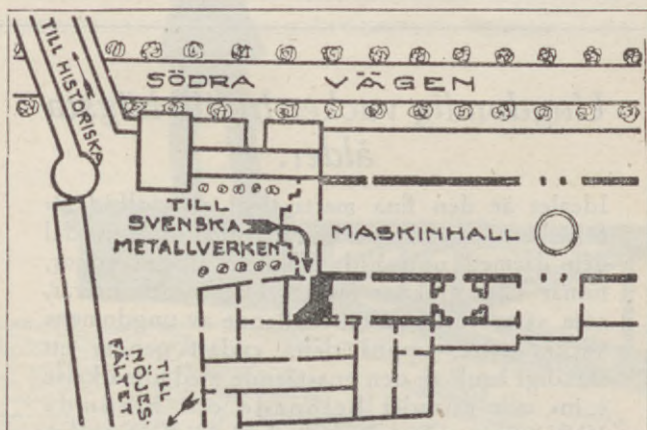 TILL HISTORISKA
SÖDRA VÄGEN
TILL
SVENSKA
METALLVERKEN
MASKINHALL
TILL
NÖJES-
FÄLTET